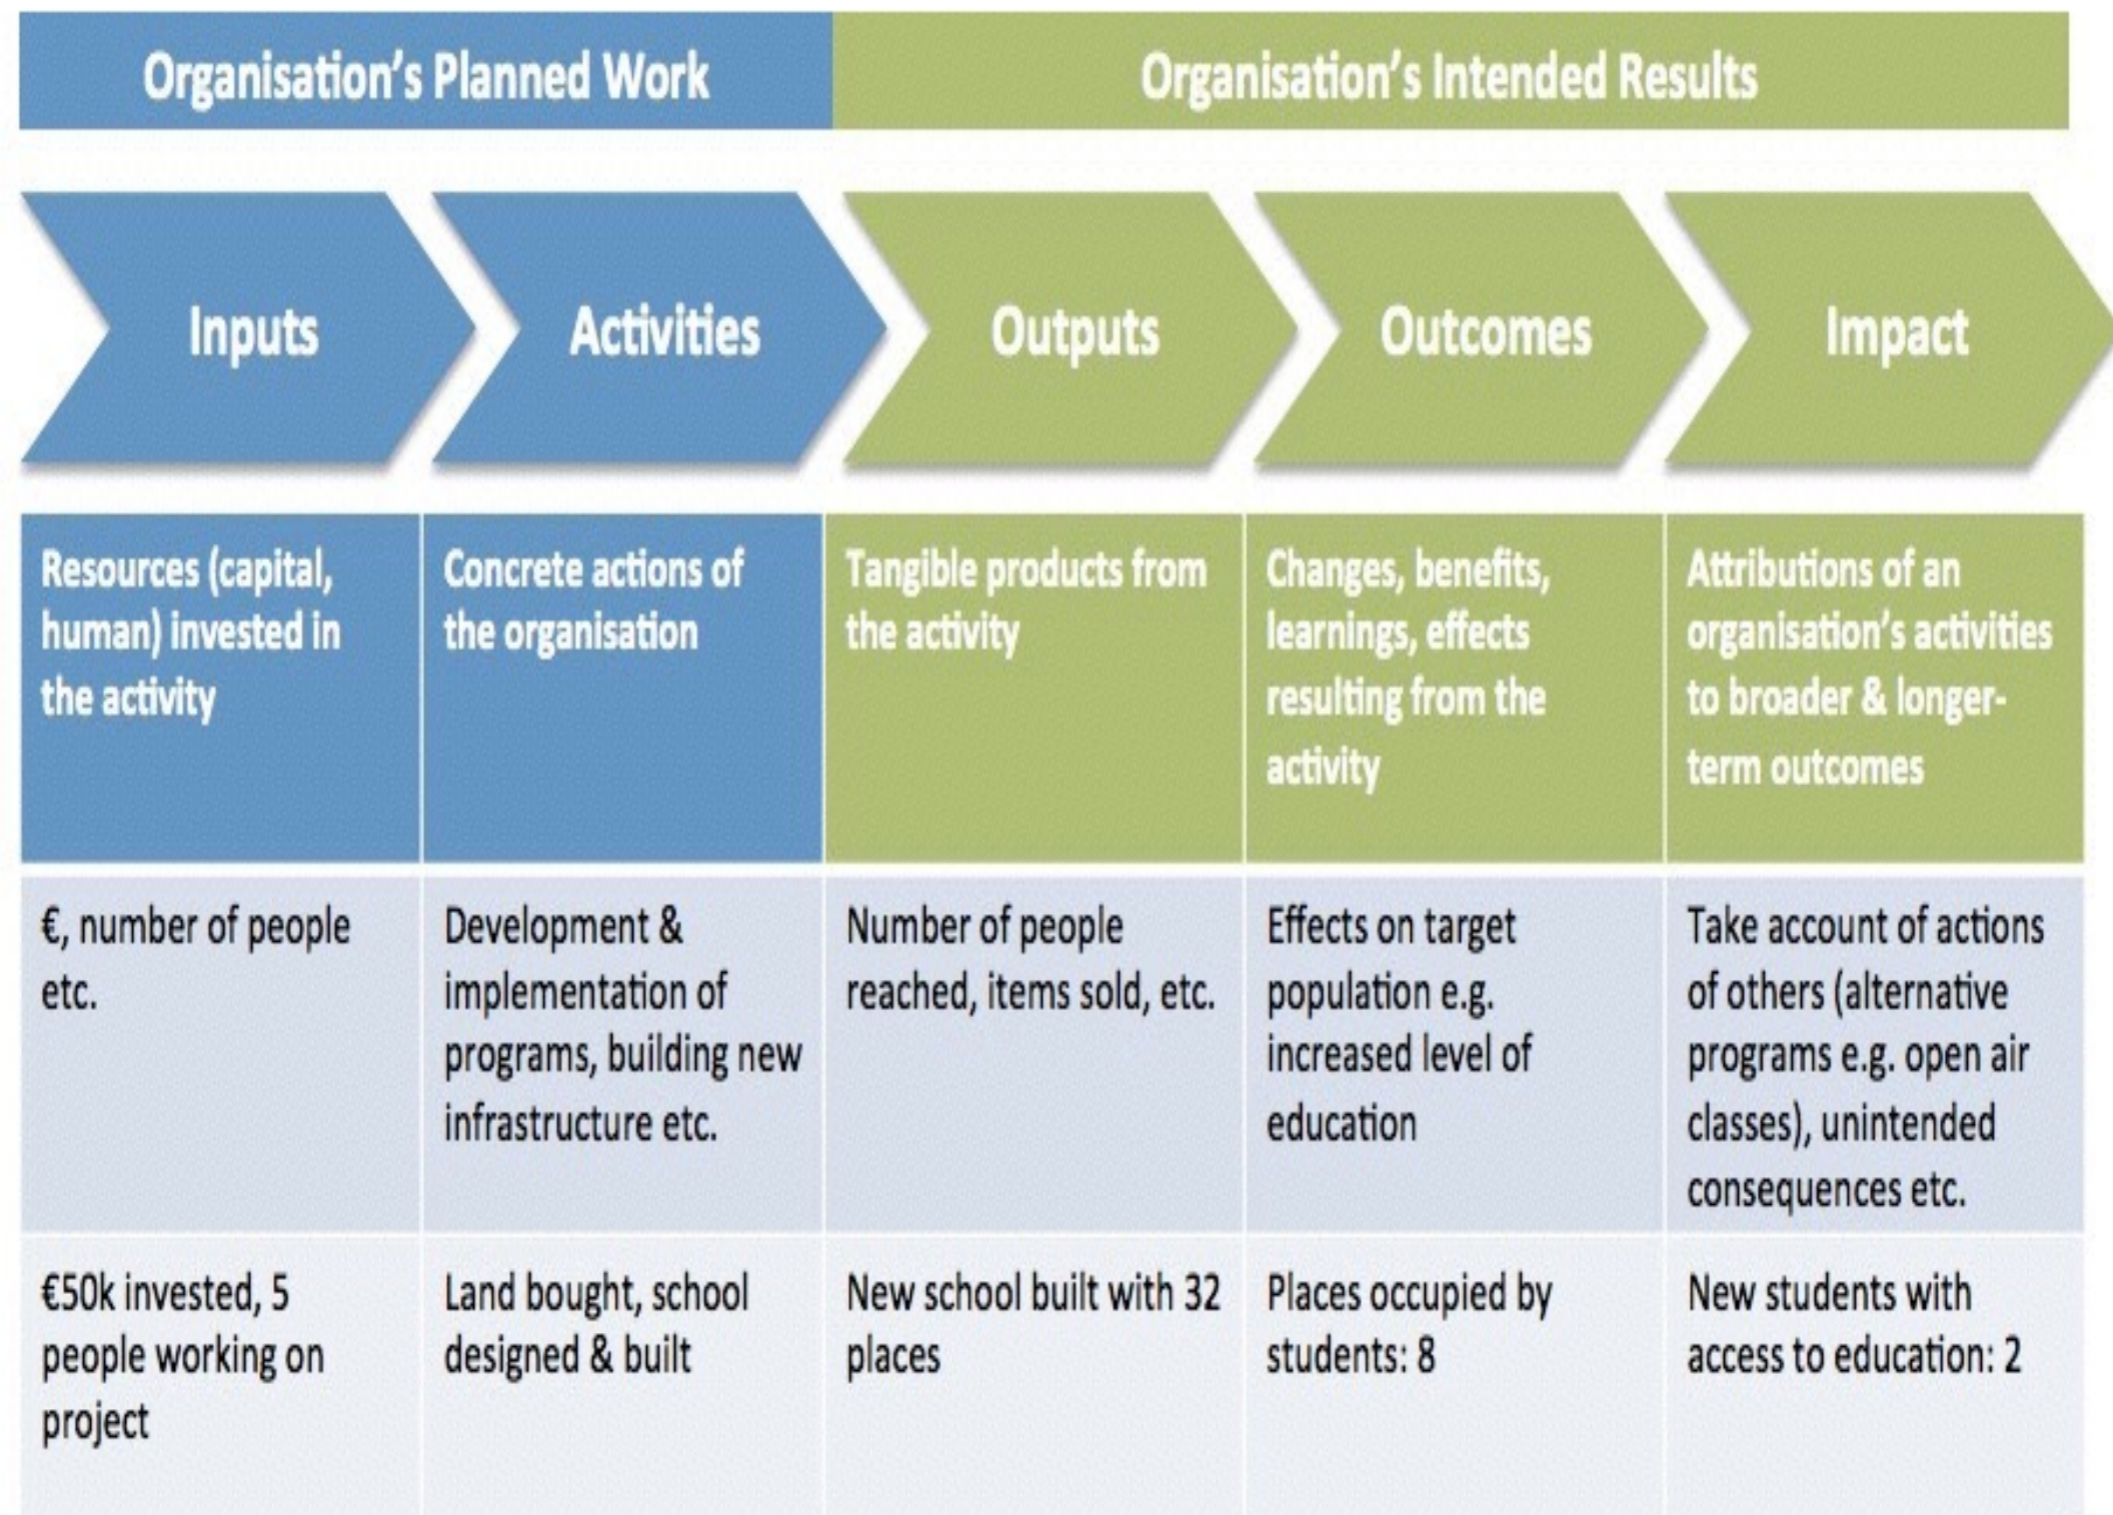 Organisation's Planned Work
Organisation's Intended Results
Inputs
Activities
Outputs
Outcomes
Impact
Resources (capital,
human) invested in
the activity
Concrete actions of
the organisation
Tangible products from
the activity
Changes, benefits,
learnings, effects
resulting from the
activity
Attributions of an
organisation's activities
to broader & longer-
term outcomes
€, number of people
etc.
Development &
implementation of
programs, building new
infrastructure etc.
Number of people
reached, items sold, etc.
Effects on target
population e.g.
increased level of
education
Take account of actions
of others (alternative
programs e.g. open air
classes), unintended
consequences etc.
€50k invested, 5
people working on
project
Land bought, school
designed & built
New school built with 32
places
Places occupied by
students: 8
New students with
access to education: 2